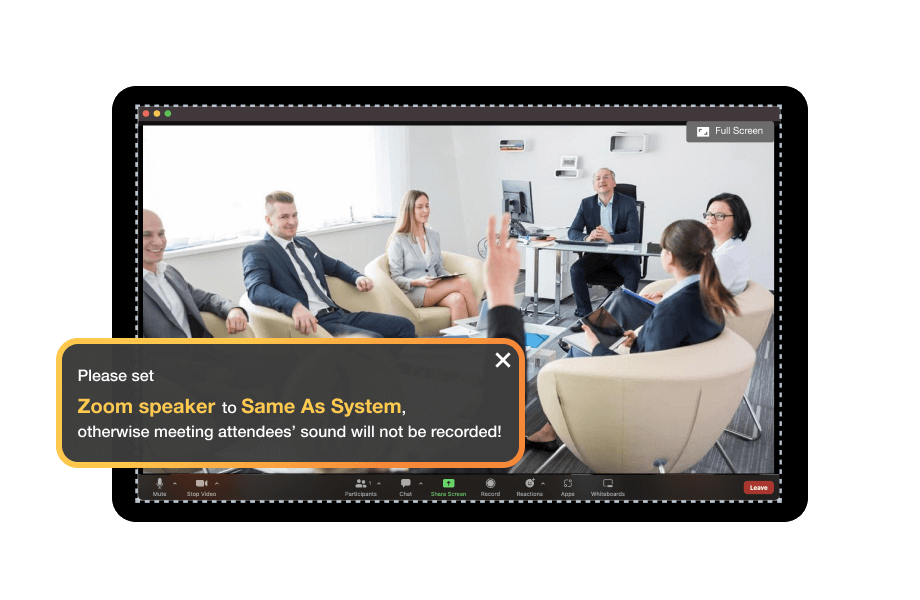 Full Screen
Please set
Zoom speaker to Same As System,
otherwise meeting attendees’ sound will not be recorded!
Mute Stop Video Participants 1 Chat Share Screen Record Reactions Apps Whiteboards Leave